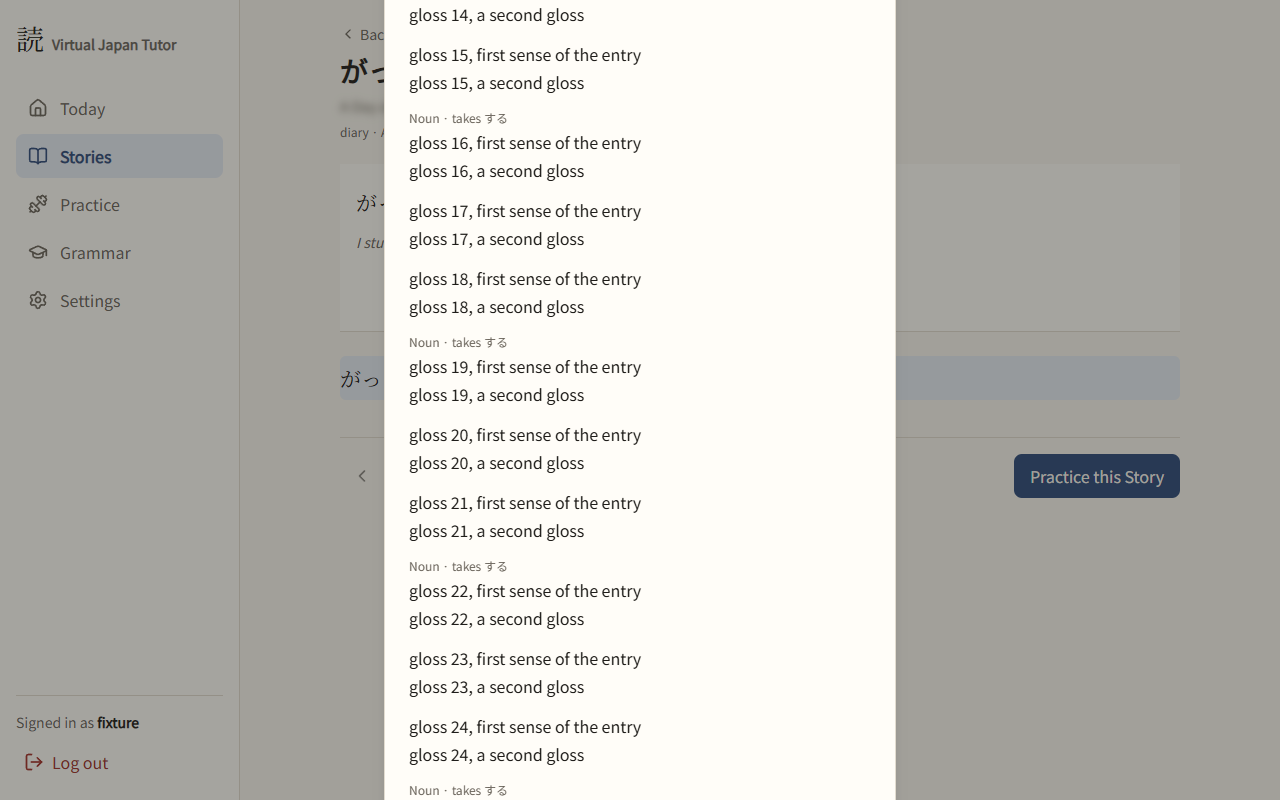 読 Virtual Japan Tutor
Today
Stories
Practice
Grammar
Settings
Signed in as fixture
Log out
Bac
がっ
diary ·
がっ
I stu
がっ
Practice this Story
gloss 14, a second gloss
gloss 15, first sense of the entry
gloss 15, a second gloss
Noun · takes する
gloss 16, first sense of the entry
gloss 16, a second gloss
gloss 17, first sense of the entry
gloss 17, a second gloss
gloss 18, first sense of the entry
gloss 18, a second gloss
Noun · takes する
gloss 19, first sense of the entry
gloss 19, a second gloss
gloss 20, first sense of the entry
gloss 20, a second gloss
gloss 21, first sense of the entry
gloss 21, a second gloss
Noun · takes する
gloss 22, first sense of the entry
gloss 22, a second gloss
gloss 23, first sense of the entry
gloss 23, a second gloss
gloss 24, first sense of the entry
gloss 24, a second gloss
Noun · takes する